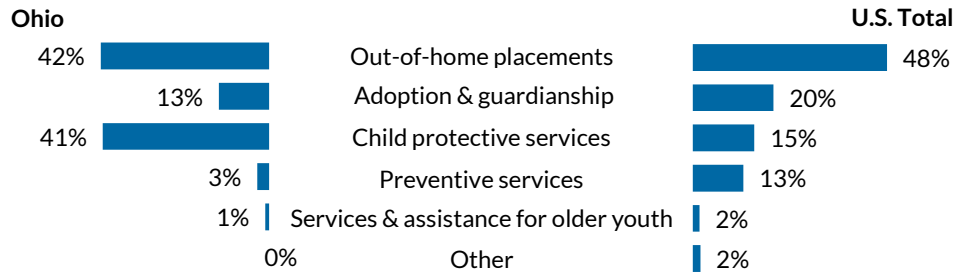 Ohio U.S. Total
42% Out-of-home placements 48%
13% Adoption & guardianship 20%
41% Child protective services 15%
3% Preventive services 13%
1% Services & assistance for older youth 2%
0% Other 2%